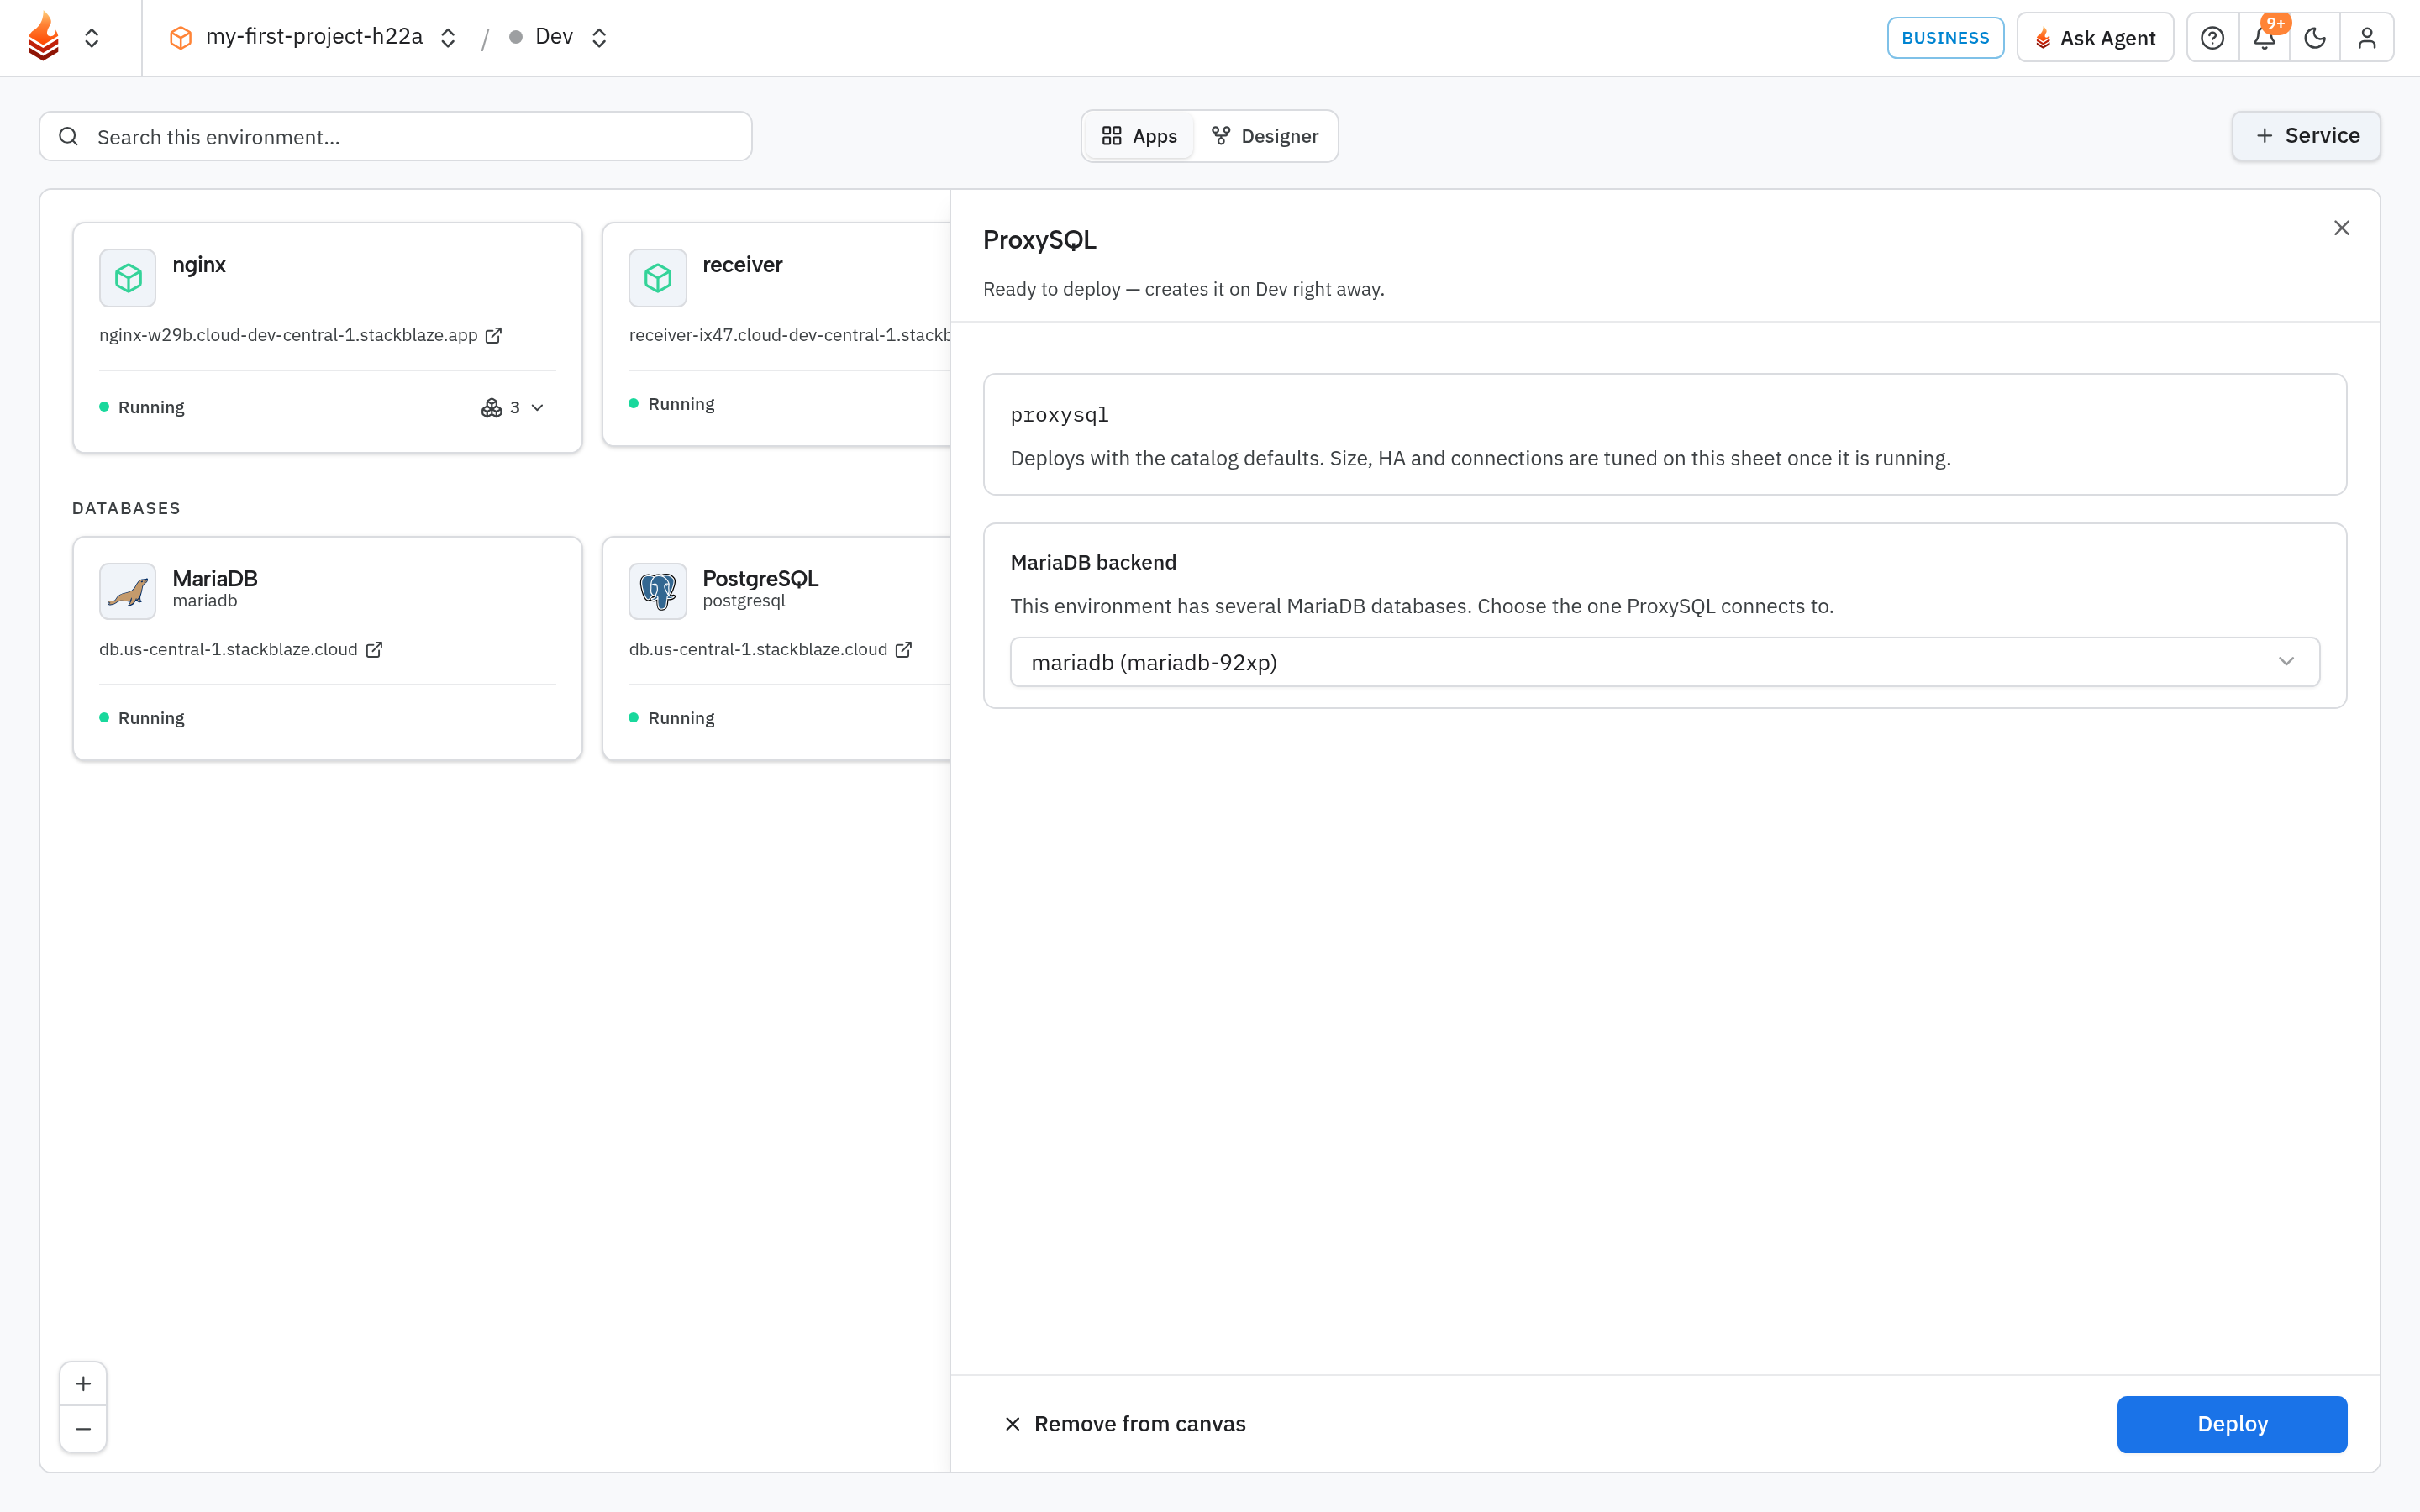 my-first-project-h22a / Dev
BUSINESS
Ask Agent
9+
Search this environment...
Apps
Designer
+ Service
nginx
nginx-w29b.cloud-dev-central-1.stackblaze.app
Running
3
receiver
receiver-ix47.cloud-dev-central-1.stackb
Running
DATABASES
MariaDB
mariadb
db.us-central-1.stackblaze.cloud
Running
PostgreSQL
postgresql
db.us-central-1.stackblaze.cloud
Running
ProxySQL
Ready to deploy — creates it on Dev right away.
proxysql
Deploys with the catalog defaults. Size, HA and connections are tuned on this sheet once it is running.
MariaDB backend
This environment has several MariaDB databases. Choose the one ProxySQL connects to.
mariadb (mariadb-92xp)
Remove from canvas
Deploy